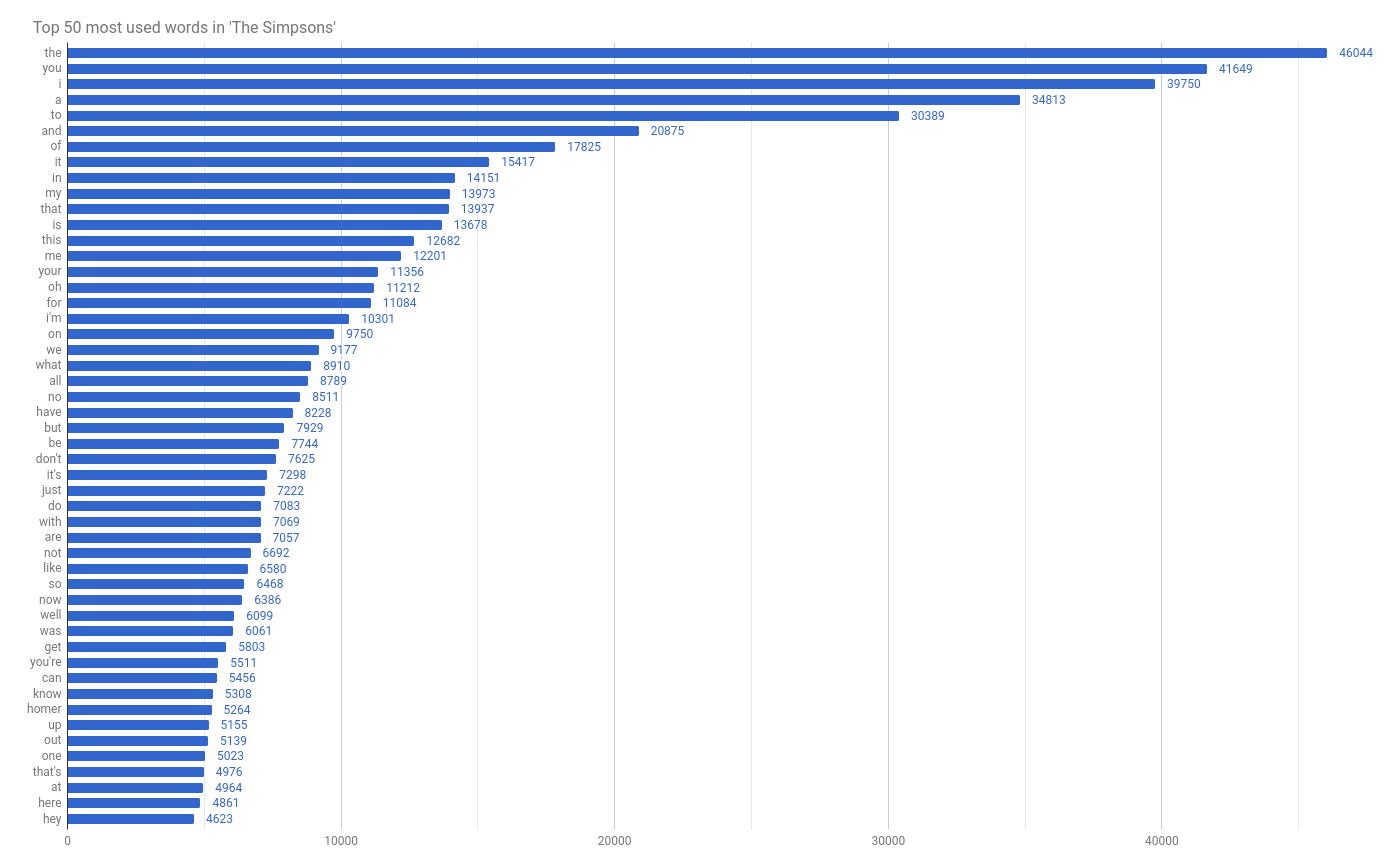 Top 50 most used words in 'The Simpsons'
the 46044
you 41649
i 39750
a 34813
to 30389
and 20875
of 17825
it 15417
in 14151
my 13973
that 13937
is 13678
this 12682
me 12201
your 11356
oh 11212
for 11084
i'm 10301
on 9750
we 9177
what 8910
all 8789
no 8511
have 8228
but 7929
be 7744
don't 7625
it's 7298
just 7222
do 7083
with 7069
are 7057
not 6692
like 6580
so 6468
now 6386
well 6099
was 6061
get 5803
you're 5511
can 5456
know 5308
homer 5264
up 5155
out 5139
one 5023
that's 4976
at 4964
here 4861
hey 4623
0 10000 20000 30000 40000